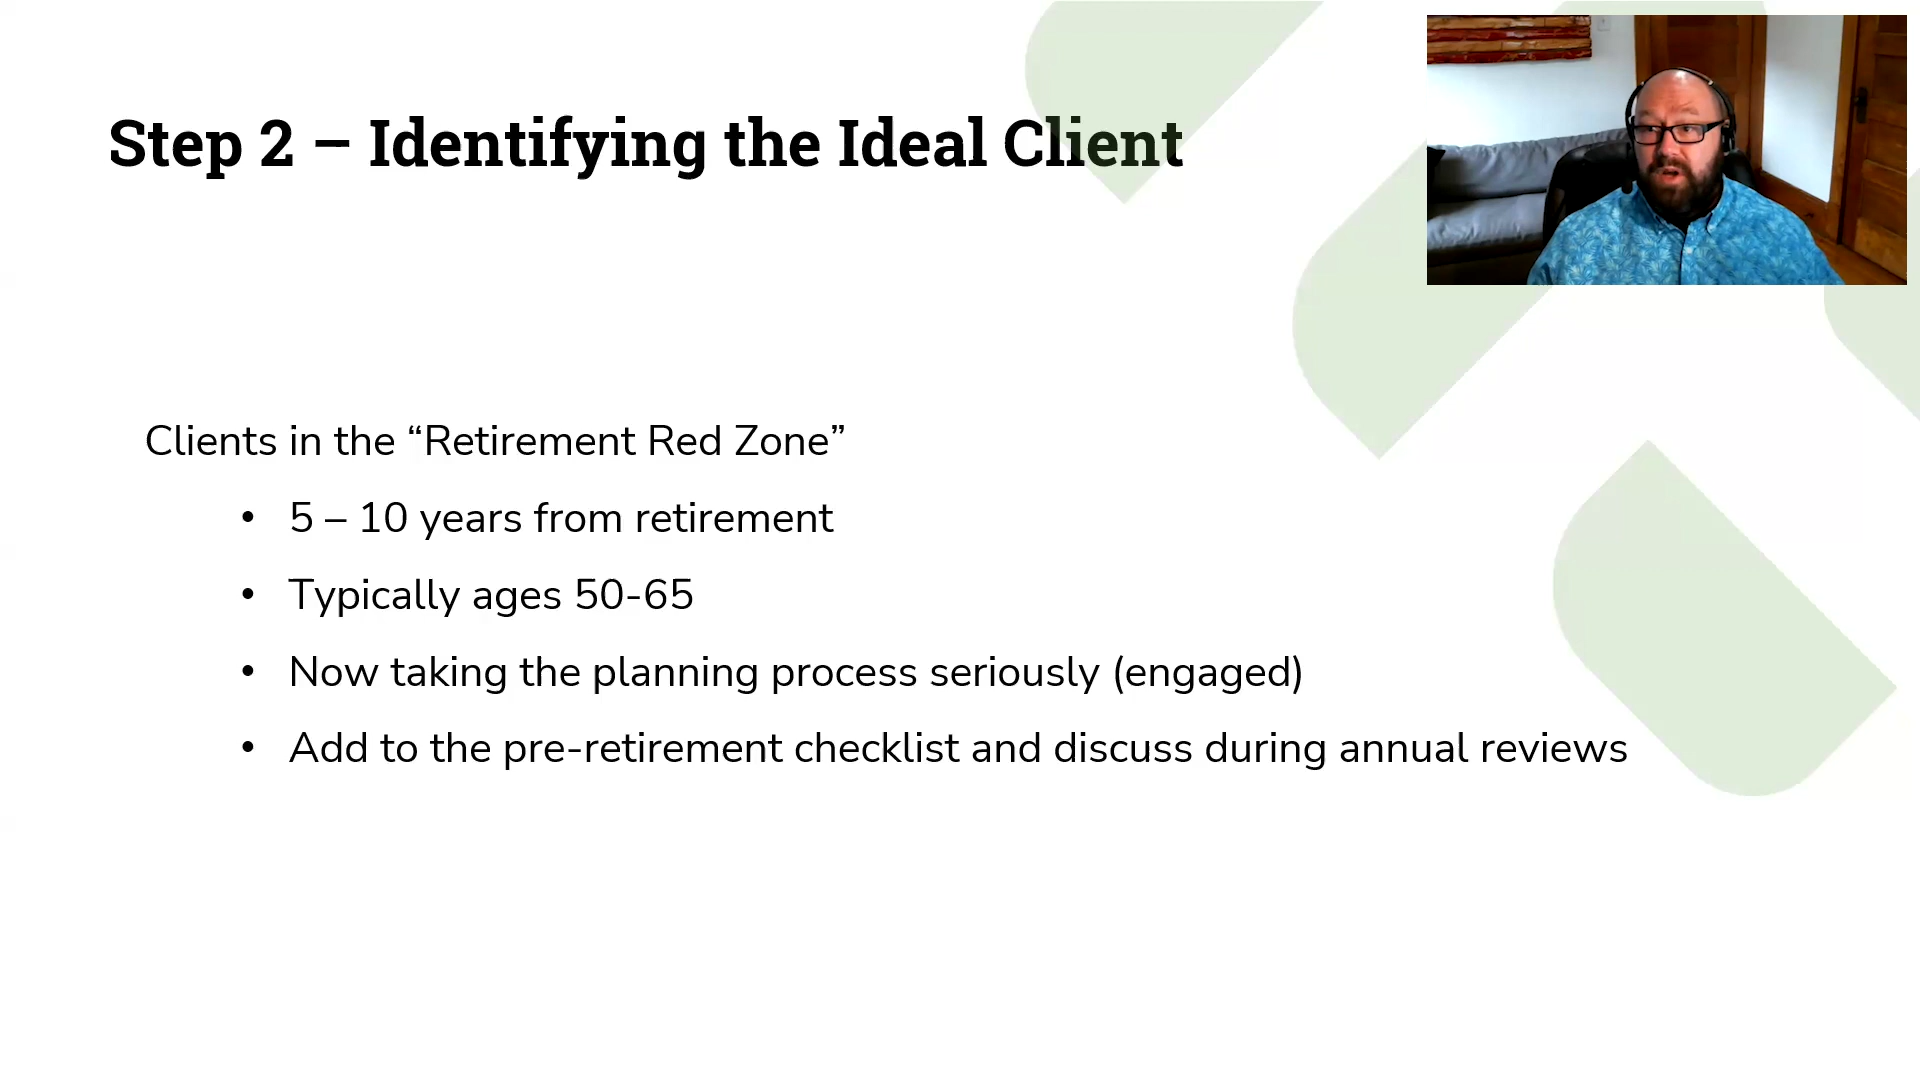 Step 2 – Identifying the Ideal Client
Clients in the “Retirement Red Zone”
• 5 – 10 years from retirement
• Typically ages 50-65
• Now taking the planning process seriously (engaged)
• Add to the pre-retirement checklist and discuss during annual reviews